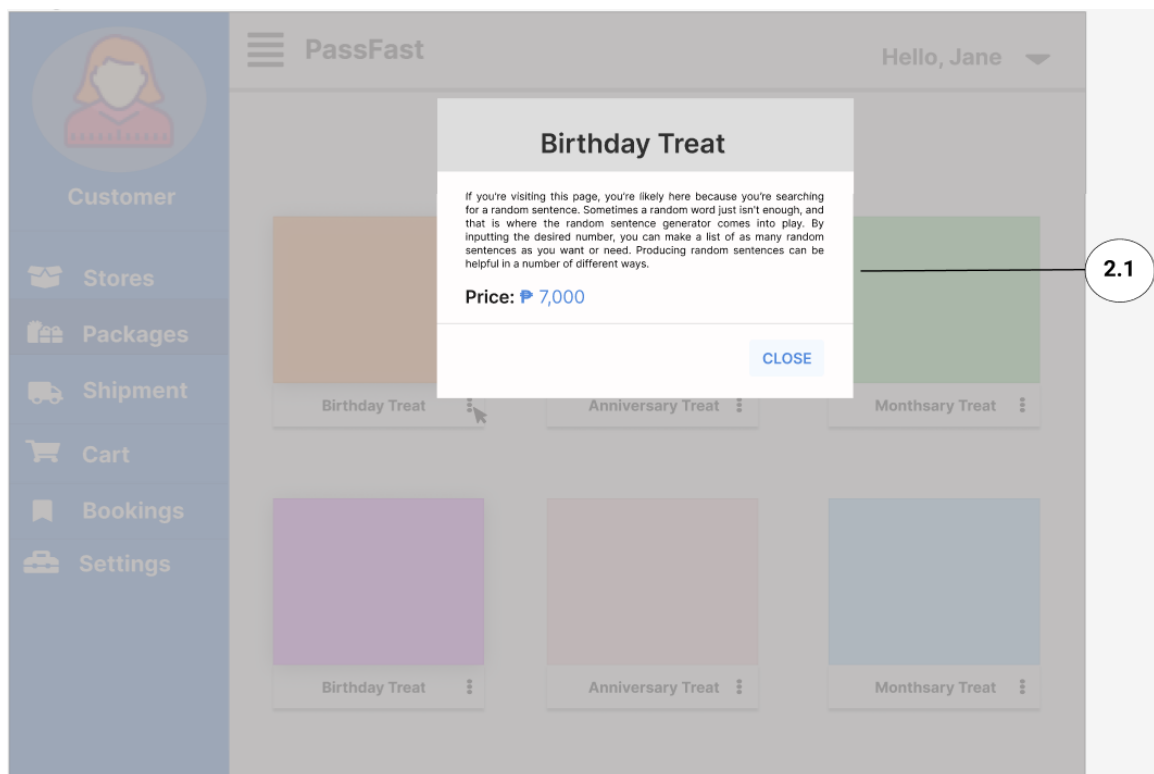 PassFast
Hello, Jane
Customer
Stores
Packages
Shipment
Cart
Bookings
Settings
Birthday Treat
If you're visiting this page, you're likely here because you're searching
for a random sentence. Sometimes a random word just isn't enough, and
that is where the random sentence generator comes into play. By
inputting the desired number, you can make a list of as many random
sentences as you want or need. Producing random sentences can be
helpful in a number of different ways.
Price: ₱ 7,000
CLOSE
2.1
Birthday Treat
Anniversary Treat
Monthsary Treat
Birthday Treat
Anniversary Treat
Monthsary Treat